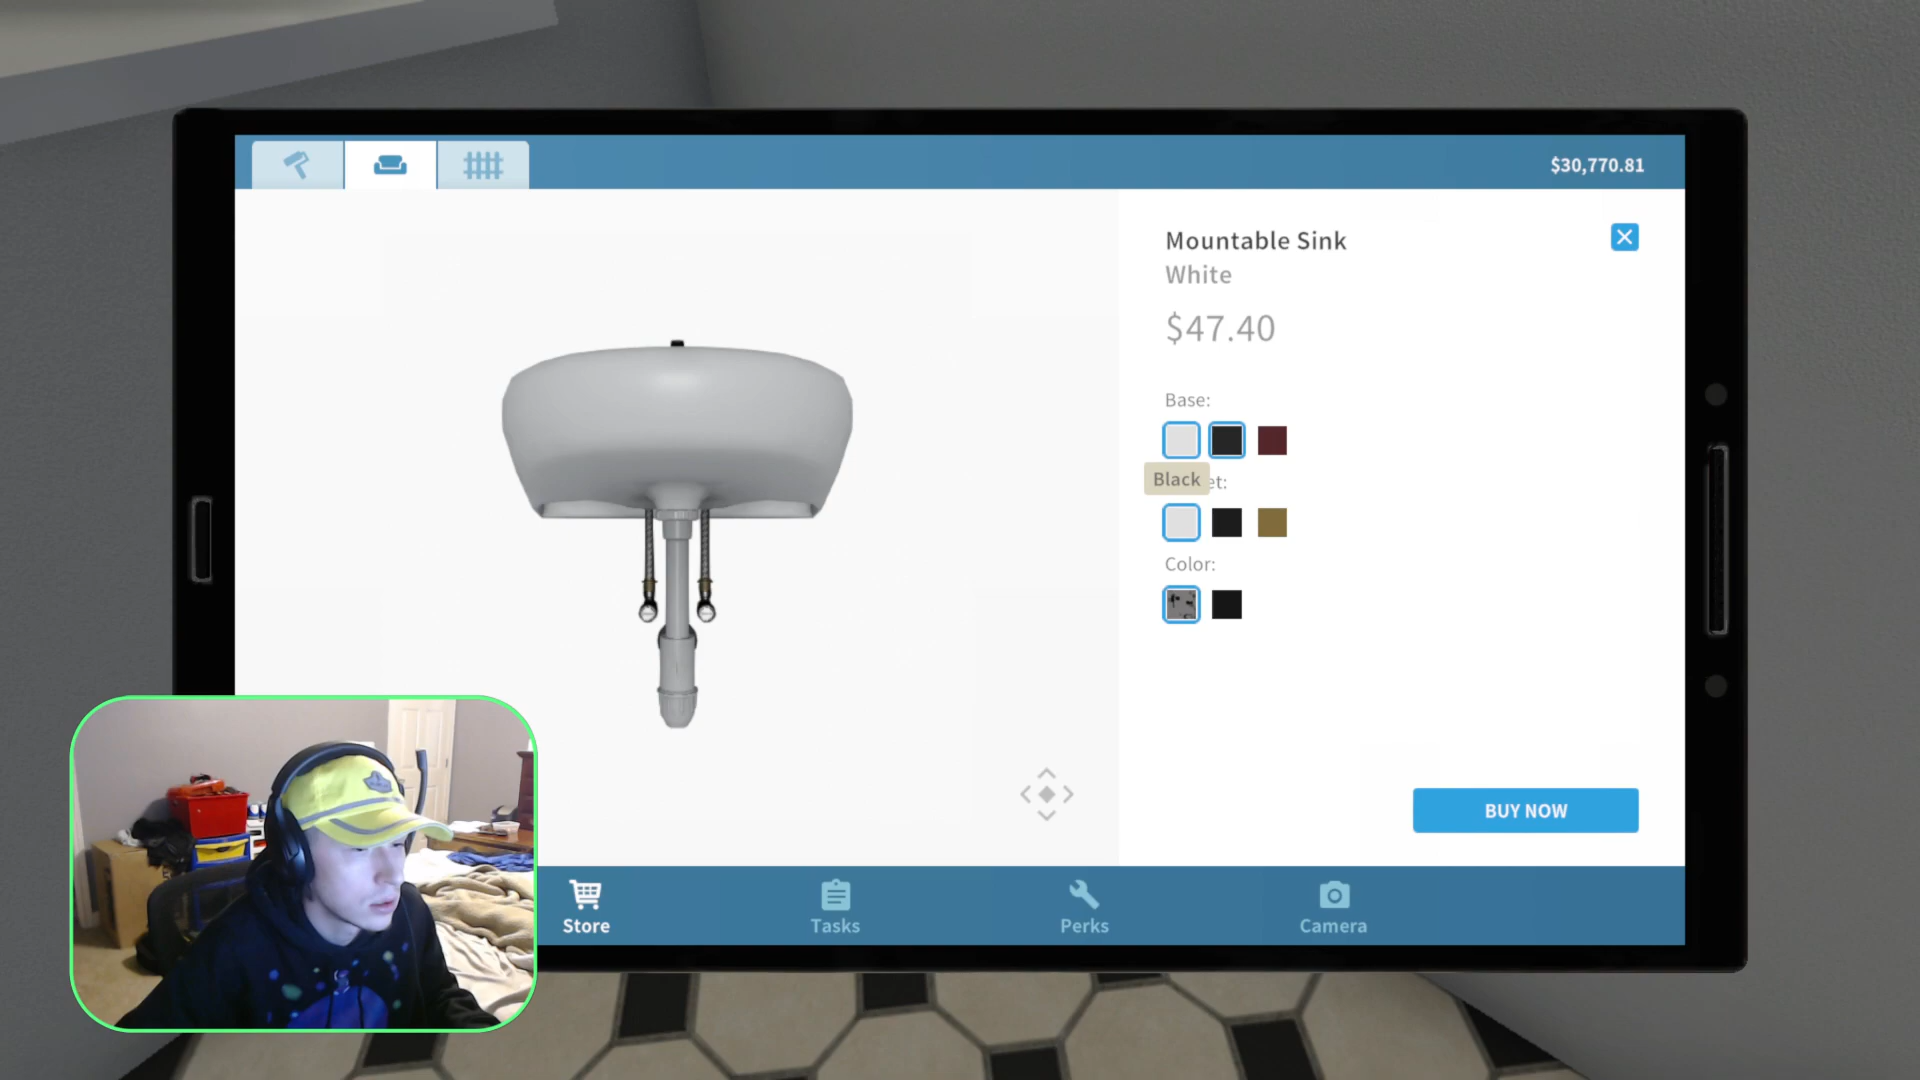 $30,770.81
Mountable Sink
White
$47.40
Base:
Black
et:
Color:
BUY NOW
Store
Tasks
Perks
Camera